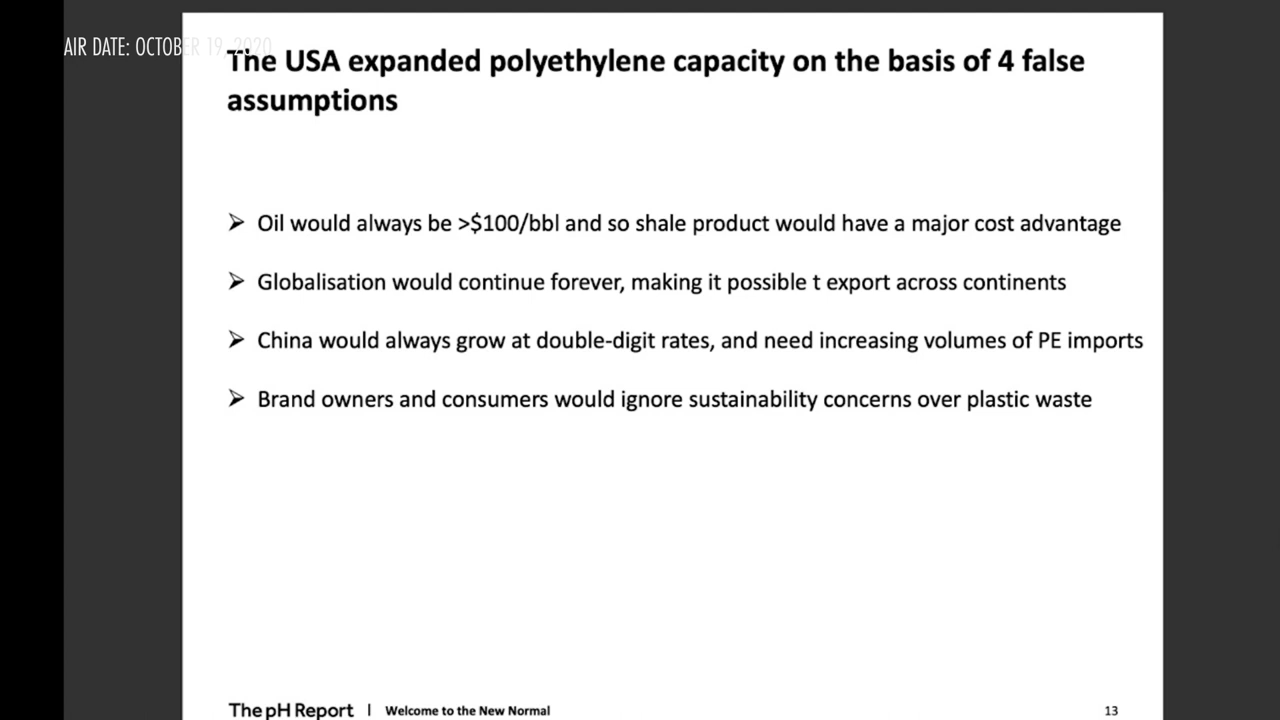 AIR DATE: OCTOBER 19, 2020
The USA expanded polyethylene capacity on the basis of 4 false
assumptions
➢ Oil would always be >$100/bbl and so shale product would have a major cost advantage
➢ Globalisation would continue forever, making it possible t export across continents
➢ China would always grow at double-digit rates, and need increasing volumes of PE imports
➢ Brand owners and consumers would ignore sustainability concerns over plastic waste
The pH Report | Welcome to the New Normal 13